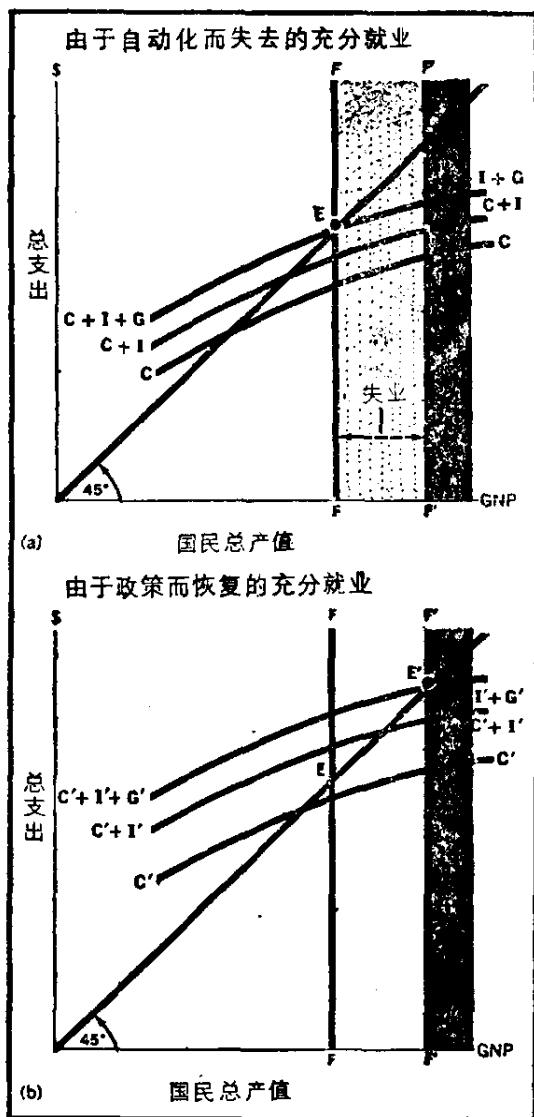 由于自动化而失去的充分就业
$
F
F'
E
I+G
C+I
C
总支出
C+I+G
C+I
C
失业
45°
F
F'
GNP
(a)
国民总产值
由于政策而恢复的充分就业
$
F
F'
E'
I'+G'
C'+I'
C'
总支出
E
C'+I'+G'
C'+I'
C'
45°
F
F'
GNP
(b)
国民总产值